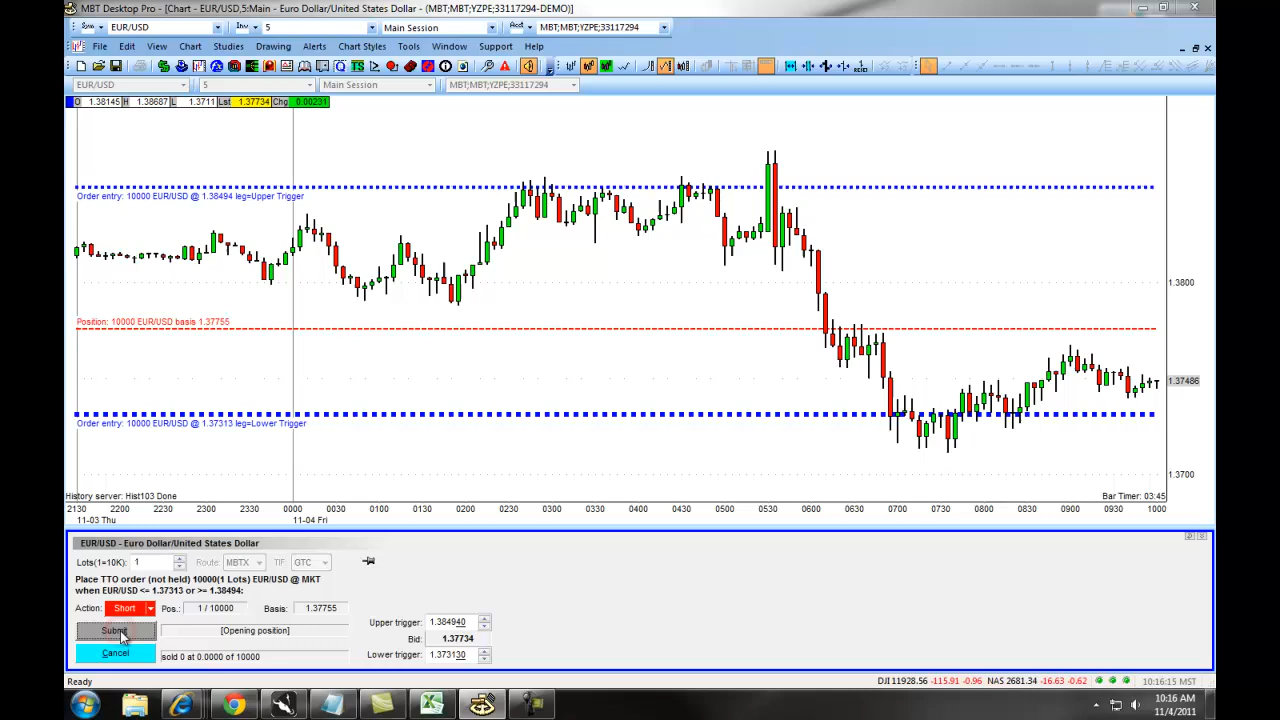 MBT Desktop Pro - [Chart - EUR/USD,5:Main - Euro Dollar/United States Dollar - (MBT;MBT;YZPE;33117294-DEMO)]
Sym EUR/USD Inv 5 Main Session Acct MBT;MBT;YZPE;33117294
File Edit View Chart Studies Drawing Alerts Chart Styles Tools Window Support Help
EUR/USD 5 Main Session MBT;MBT;YZPE;33117294
O 1.38145 H 1.38687 L 1.3711 Lst 1.37734 Chg 0.00231
Order entry: 10000 EUR/USD @ 1.38494 leg=Upper Trigger
1.3800
Position: 10000 EUR/USD basis 1.37755
1.37486
Order entry: 10000 EUR/USD @ 1.37313 leg=Lower Trigger
1.3700
History server: Hist103 Done Bar Timer: 03:45
2130 2200 2230 2300 2330 0000 0030 0100 0130 0200 0230 0300 0330 0400 0430 0500 0530 0600 0630 0700 0730 0800 0830 0900 0930 1000
11-03 Thu 11-04 Fri
EUR/USD - Euro Dollar/United States Dollar
Lots(1=10K): 1 Route: MBTX TIF GTC
Place TTO order (not held) 10000(1 Lots) EUR/USD @ MKT
when EUR/USD <= 1.37313 or >= 1.38494:
Action: Short Pos.: 1 / 10000 Basis: 1.37755
Upper trigger: 1.384940
Submit [Opening position]
Bid: 1.37734
Cancel sold 0 at 0.0000 of 10000 Lower trigger: 1.373130
Ready DJI 11928.56 -115.91 -0.96 NAS 2681.34 -16.63 -0.62 10:16:15 MST
10:16 AM
11/4/2011